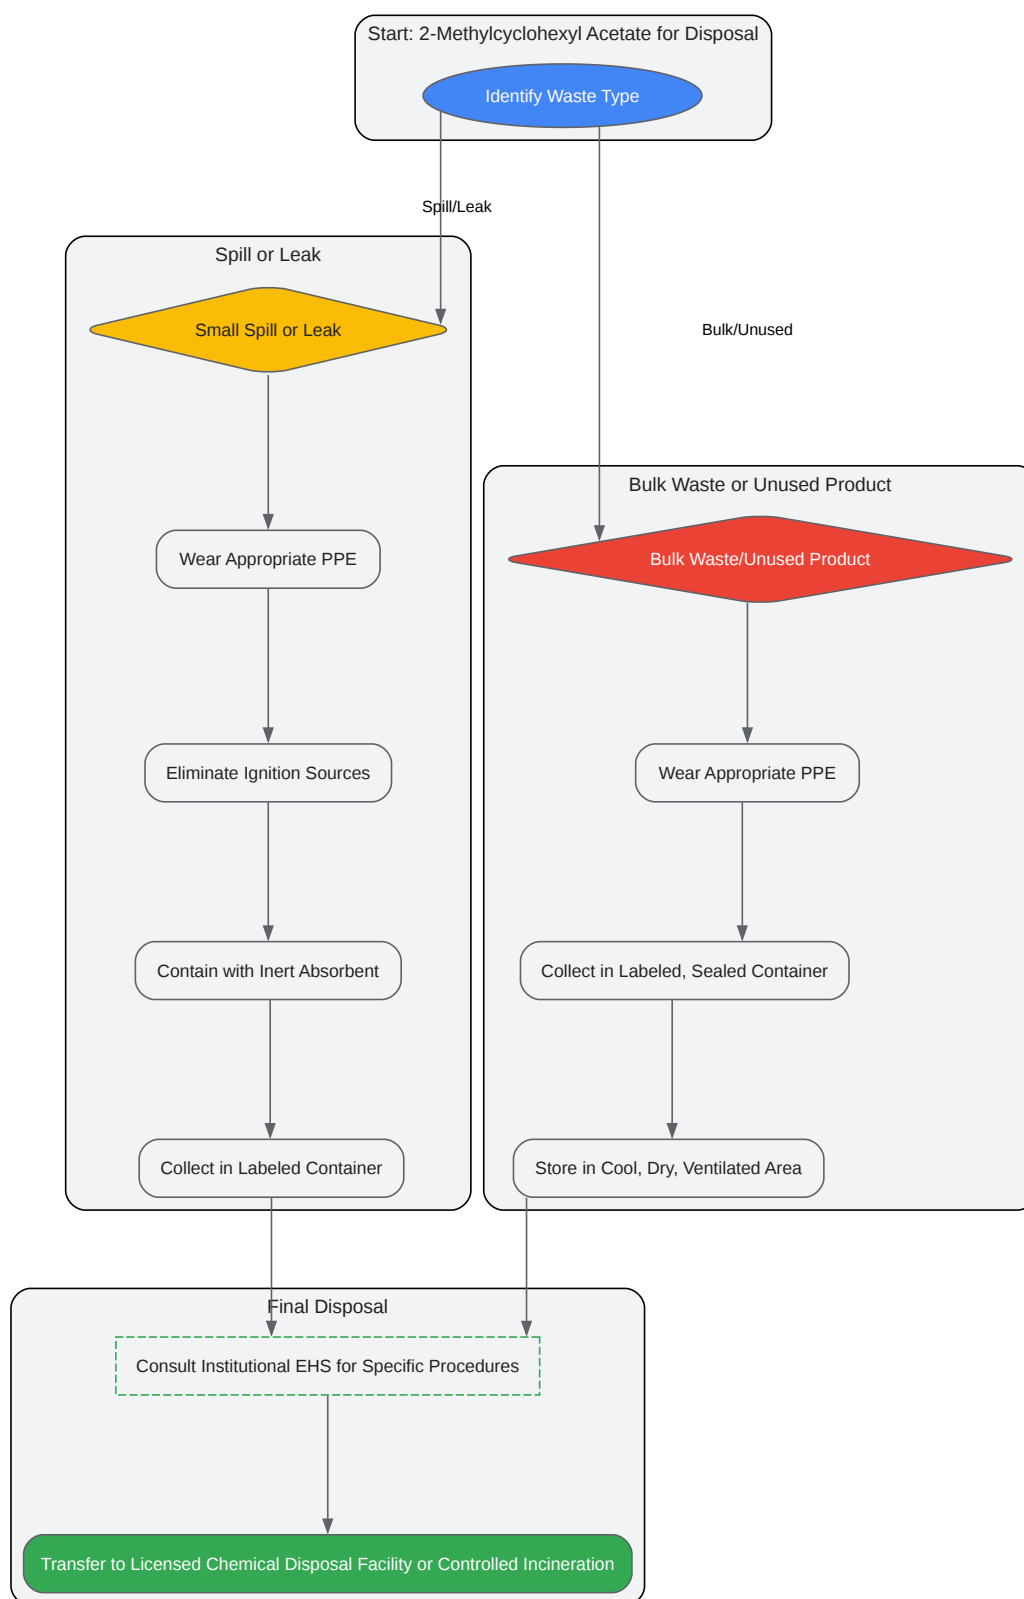 Start: 2-Methylcyclohexyl Acetate for Disposal
Identify Waste Type
Spill/Leak
Bulk/Unused
Spill or Leak
Small Spill or Leak
Wear Appropriate PPE
Eliminate Ignition Sources
Contain with Inert Absorbent
Collect in Labeled Container
Bulk Waste or Unused Product
Bulk Waste/Unused Product
Wear Appropriate PPE
Collect in Labeled, Sealed Container
Store in Cool, Dry, Ventilated Area
Final Disposal
Consult Institutional EHS for Specific Procedures
Transfer to Licensed Chemical Disposal Facility or Controlled Incineration